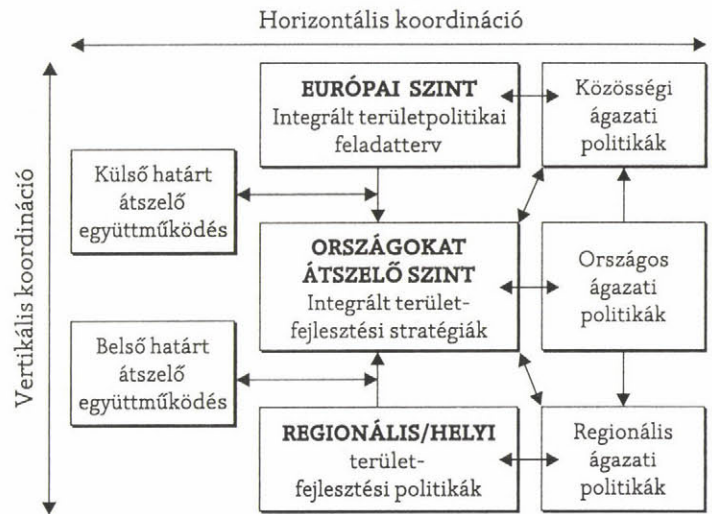 Horizontális koordináció
Vertikális koordináció
EURÓPAI SZINT
Integrált területpolitikai
feladatterv
Közösségi
ágazati
politikák
Külső határt
átszelő
együttműködés
ORSZÁGOKAT
ÁTSZELŐ SZINT
Integrált terület-
fejlesztési stratégiák
Országos
ágazati
politikák
Belső határt
átszelő
együttműködés
REGIONÁLIS/HELYI
terület-
fejlesztési politikák
Regionális
ágazati
politikák